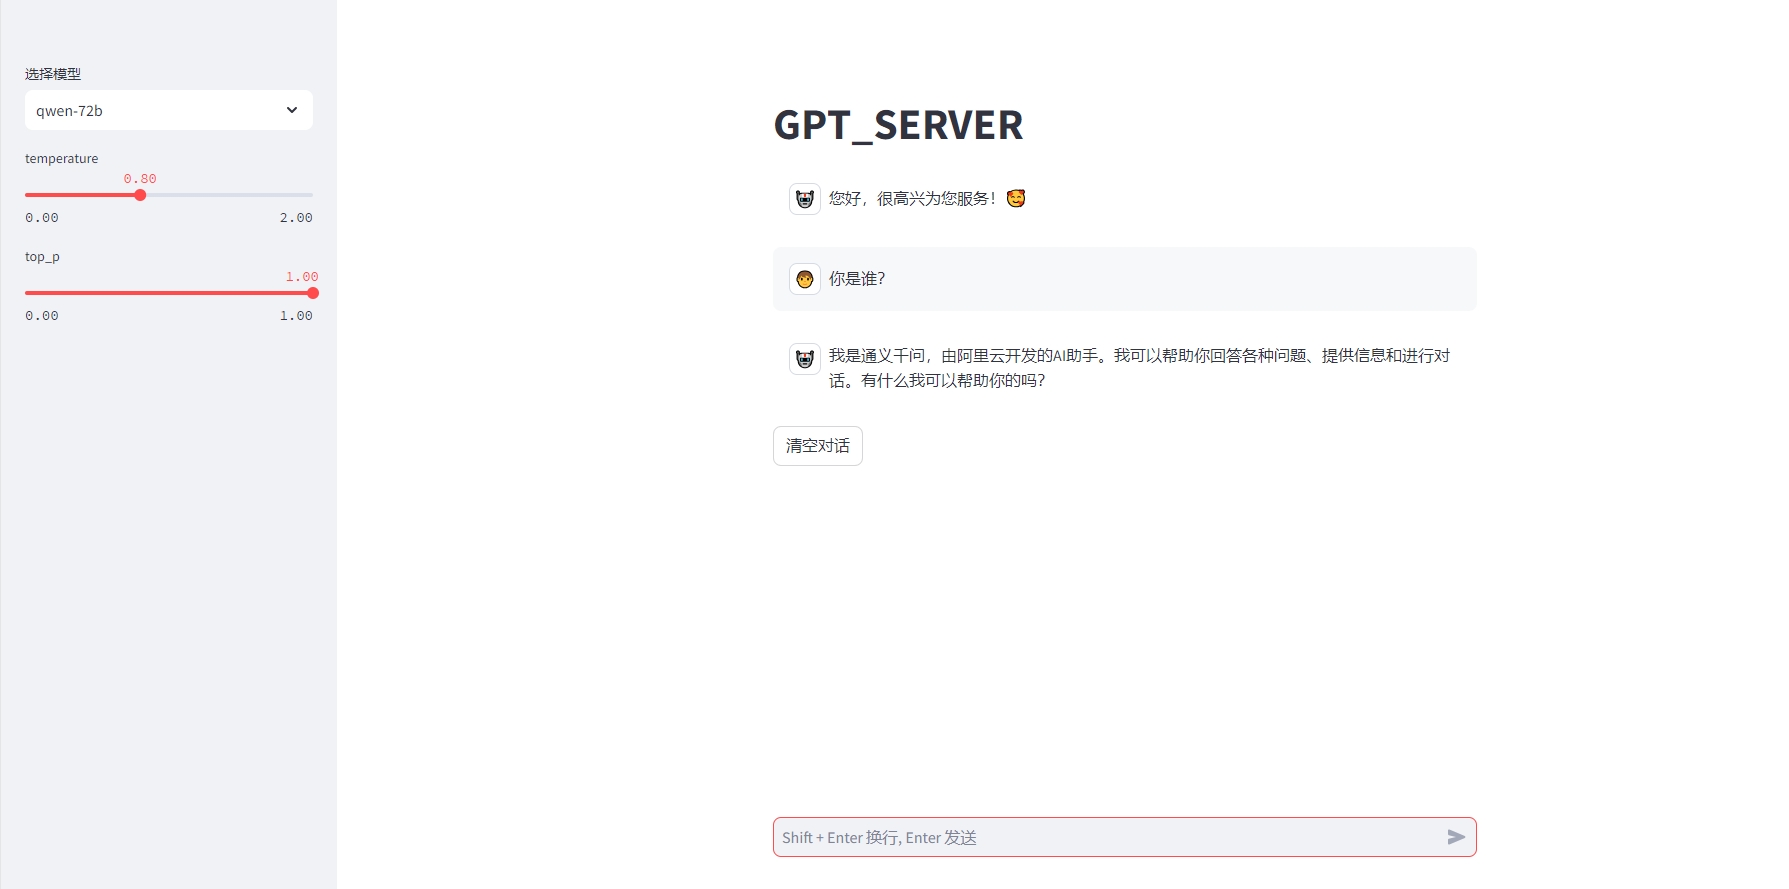 选择模型
qwen-72b
temperature
0.80
0.00 2.00
top_p
1.00
0.00 1.00
GPT_SERVER
您好，很高兴为您服务！🥰
你是谁？
我是通义千问，由阿里云开发的AI助手。我可以帮助你回答各种问题、提供信息和进行对
话。有什么我可以帮助你的吗？
清空对话
Shift + Enter 换行, Enter 发送